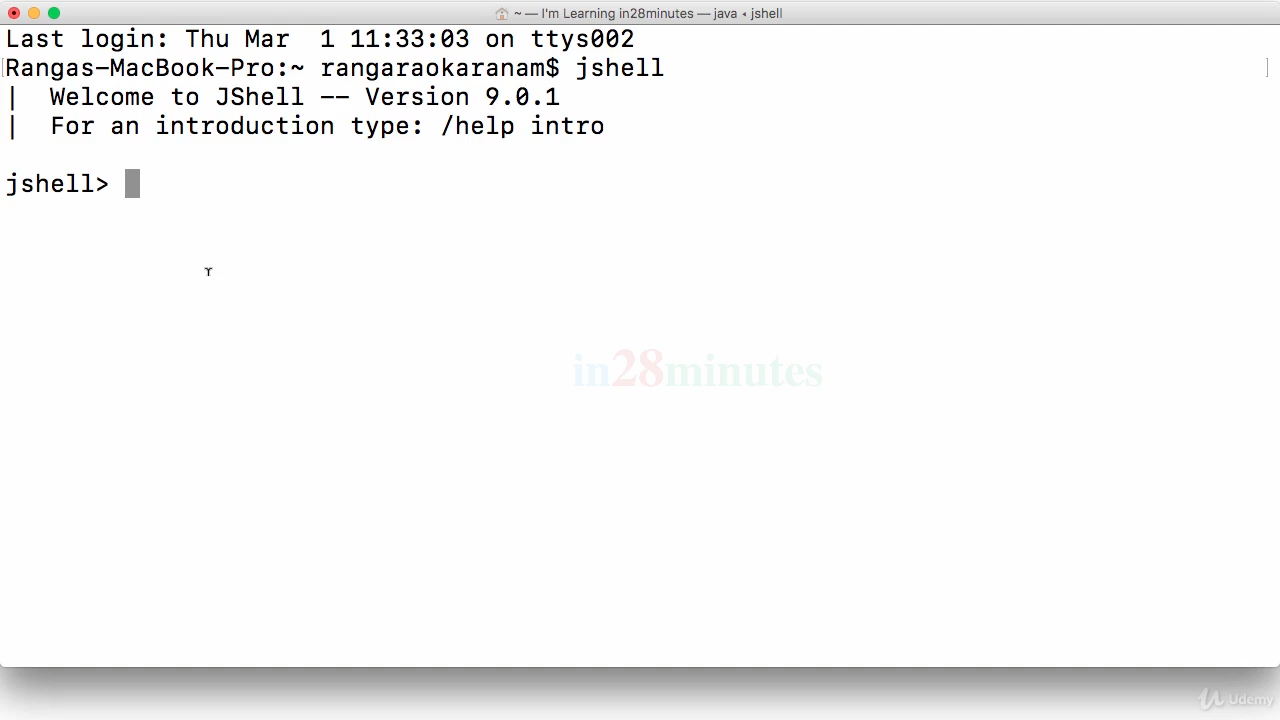 ~ — I'm Learning in28minutes — java ◂ jshell
Last login: Thu Mar  1 11:33:03 on ttys002
Rangas-MacBook-Pro:~ rangaraokaranam$ jshell
|  Welcome to JShell -- Version 9.0.1
|  For an introduction type: /help intro
jshell>
in28minutes
Udemy